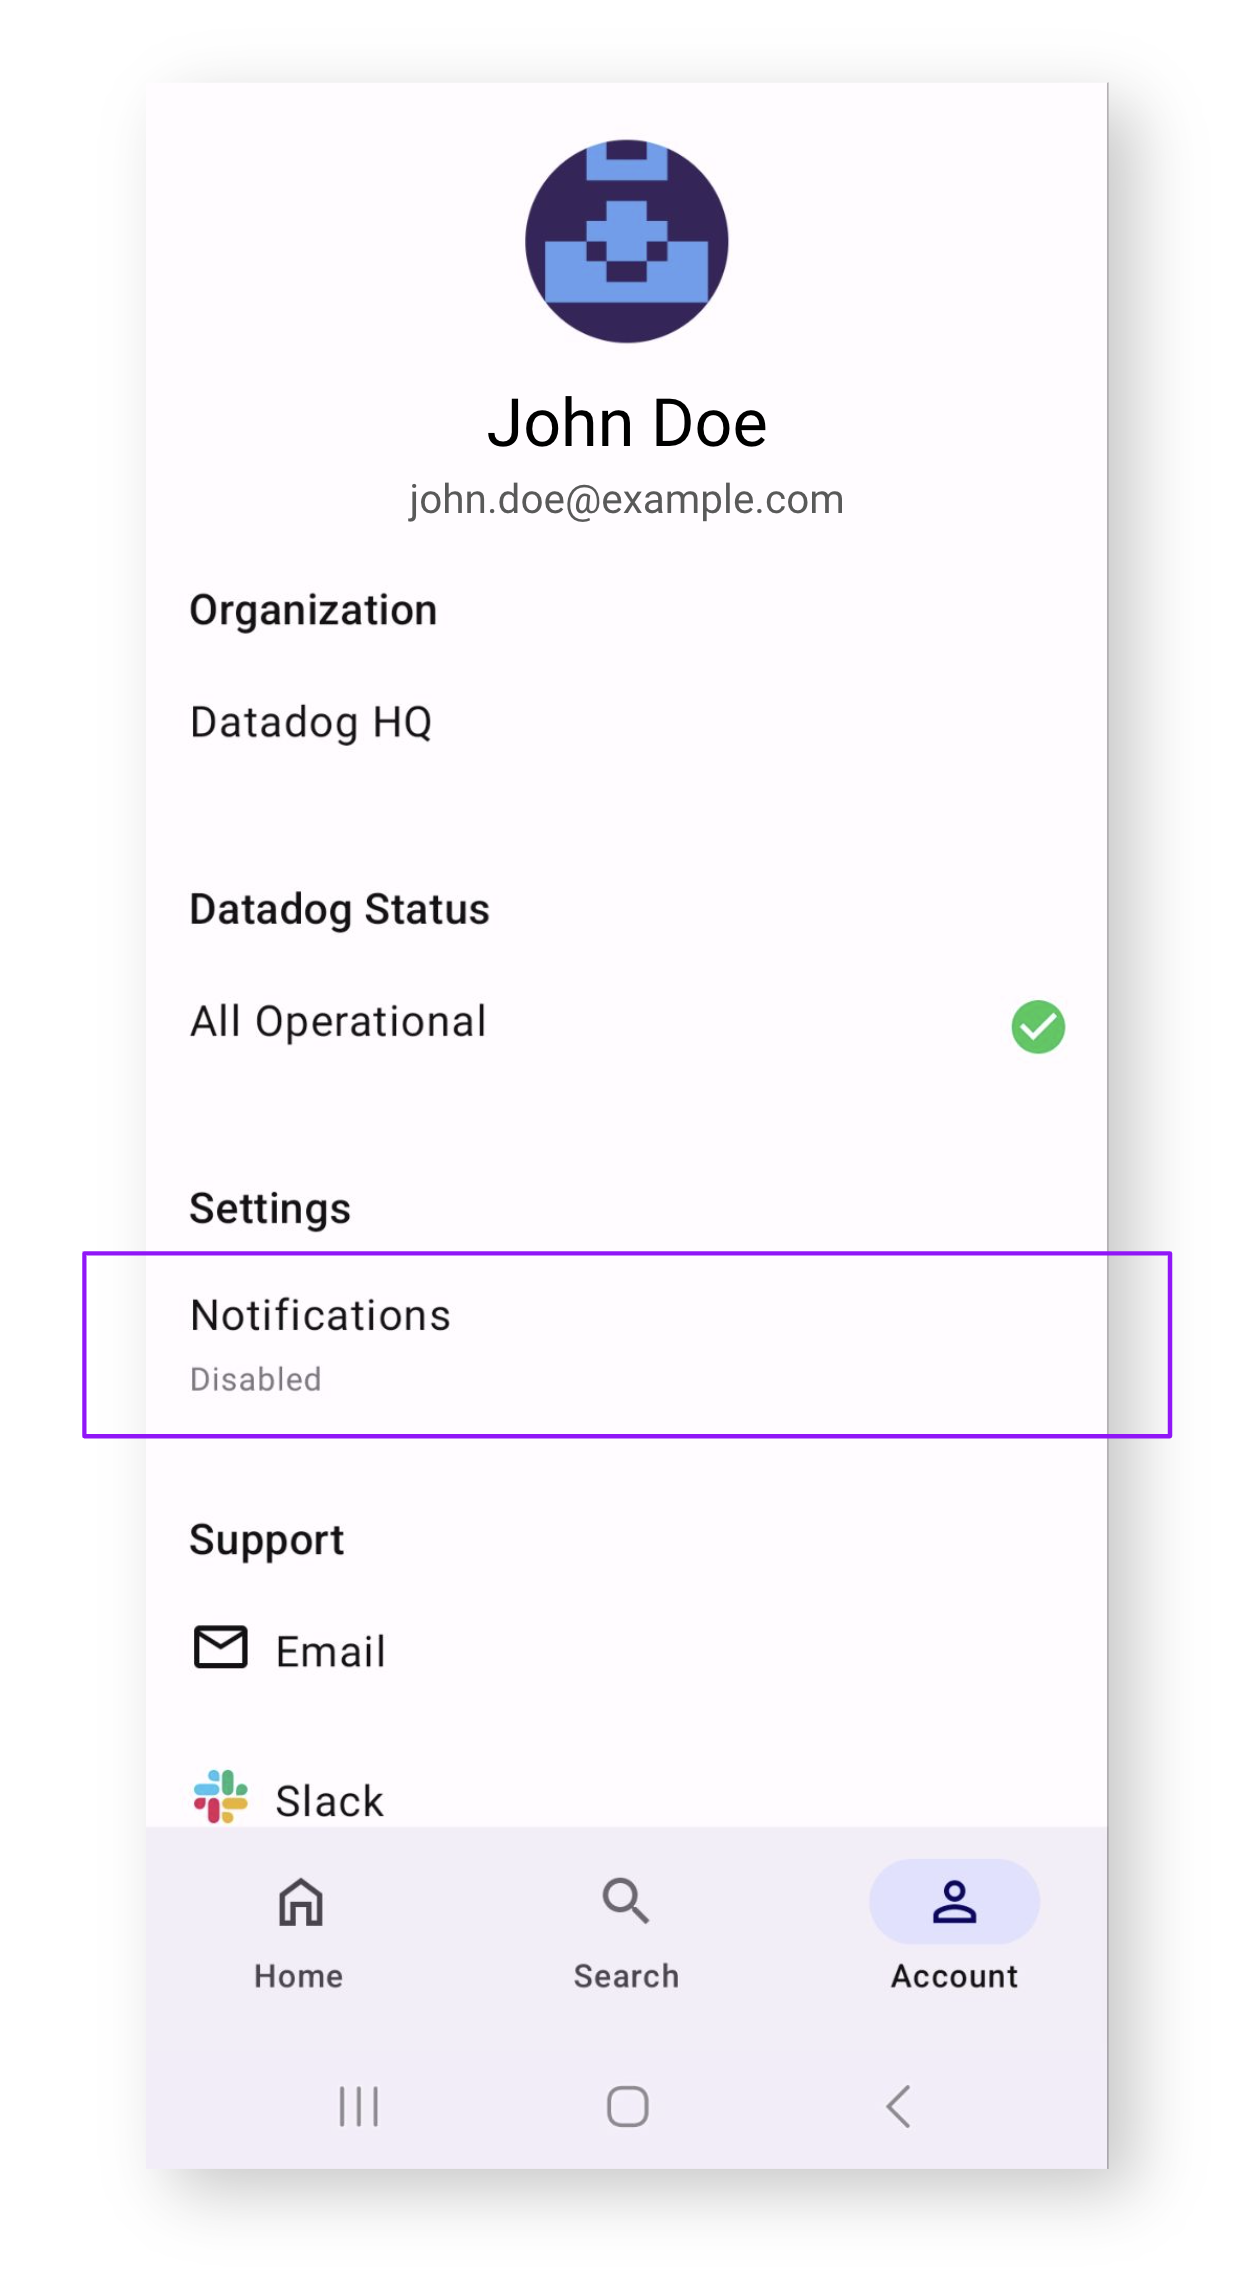 John Doe
john.doe@example.com
Organization
Datadog HQ
Datadog Status
All Operational
Settings
Notifications
Disabled
Support
Email
Slack
Home
Search
Account